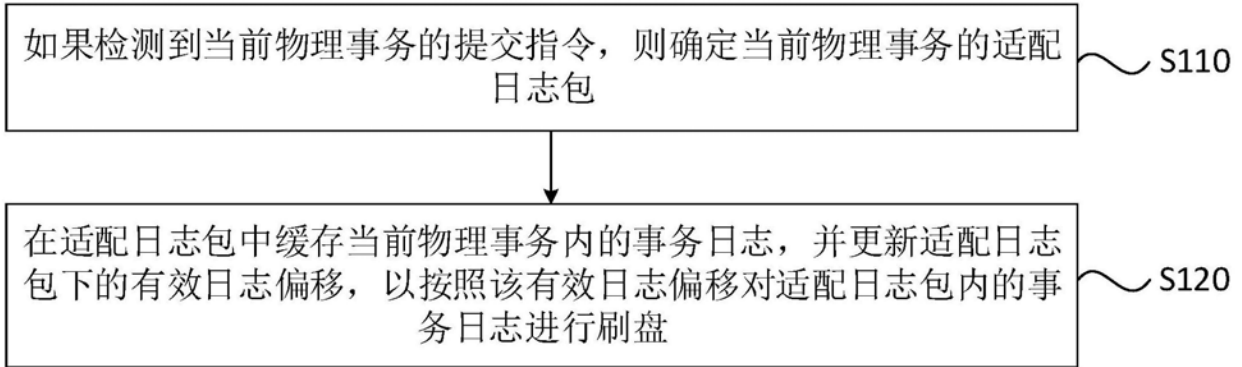 如果检测到当前物理事务的提交指令，则确定当前物理事务的适配
日志包
S110
在适配日志包中缓存当前物理事务内的事务日志，并更新适配日志
包下的有效日志偏移，以按照该有效日志偏移对适配日志包内的事
务日志进行刷盘
S120